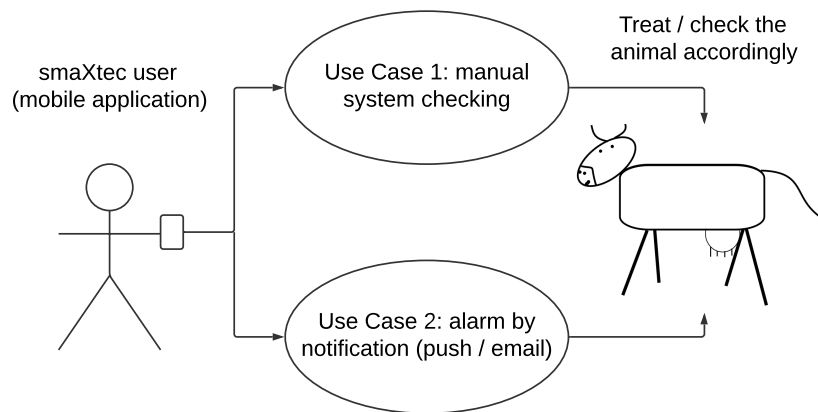 smaXtec user
(mobile application)
Use Case 1: manual
system checking
Treat / check the
animal accordingly
Use Case 2: alarm by
notification (push / email)